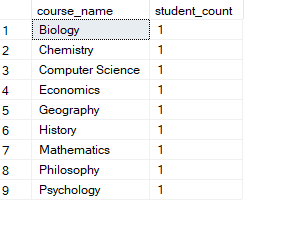 course_name student_count
1 Biology 1
2 Chemistry 1
3 Computer Science 1
4 Economics 1
5 Geography 1
6 History 1
7 Mathematics 1
8 Philosophy 1
9 Psychology 1